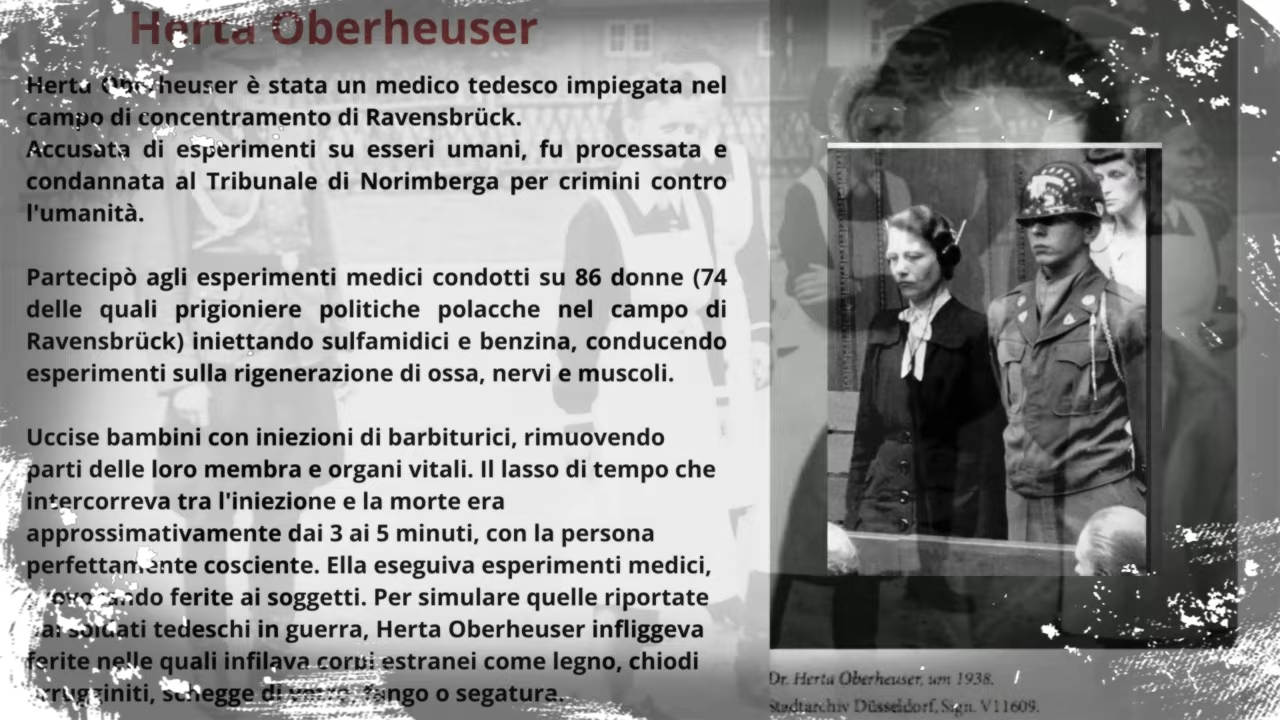 Herta Oberheuser
Herta Oberheuser è stata un medico tedesco impiegata nel
campo di concentramento di Ravensbrück.
Accusata di esperimenti su esseri umani, fu processata e
condannata al Tribunale di Norimberga per crimini contro
l'umanità.
Partecipò agli esperimenti medici condotti su 86 donne (74
delle quali prigioniere politiche polacche nel campo di
Ravensbrück) iniettando sulfamidici e benzina, conducendo
esperimenti sulla rigenerazione di ossa, nervi e muscoli.
Uccise bambini con iniezioni di barbiturici, rimuovendo
parti delle loro membra e organi vitali. Il lasso di tempo che
intercorreva tra l'iniezione e la morte era
approssimativamente dai 3 ai 5 minuti, con la persona
perfettamente cosciente. Ella eseguiva esperimenti medici,
provocando ferite ai soggetti. Per simulare quelle riportate
dai soldati tedeschi in guerra, Herta Oberheuser infliggeva
ferite nelle quali infilava corpi estranei come legno, chiodi
arrugginiti, schegge di vetro, fango o segatura.
Dr. Herta Oberheuser, um 1938.
Stadtarchiv Düsseldorf, Sign. V11609.